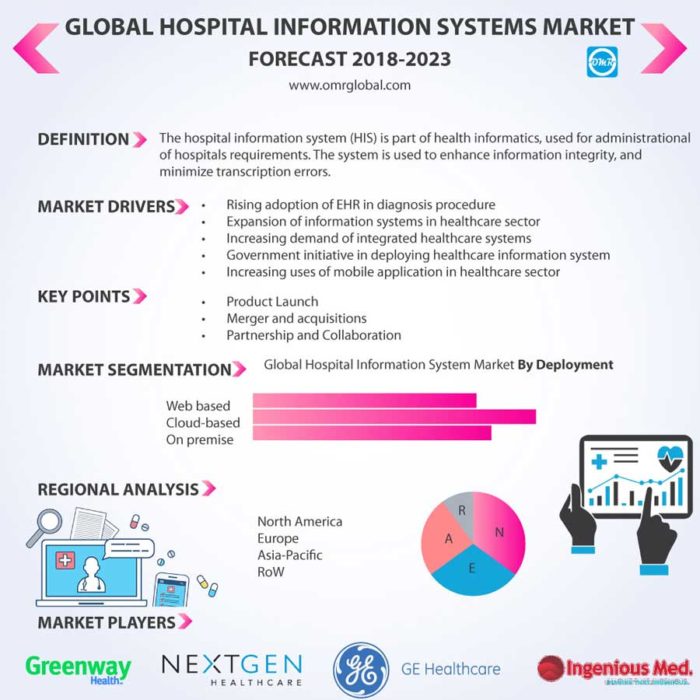 GLOBAL HOSPITAL INFORMATION SYSTEMS MARKET
FORECAST 2018-2023
OMR
www.omrglobal.com
DEFINITION
The hospital information system (HIS) is part of health informatics, used for administrational
of hospitals requirements. The system is used to enhance information integrity, and
minimize transcription errors.
MARKET DRIVERS
• Rising adoption of EHR in diagnosis procedure
• Expansion of information systems in healthcare sector
• Increasing demand of integrated healthcare systems
• Government initiative in deploying healthcare information system
• Increasing uses of mobile application in healthcare sector
KEY POINTS
• Product Launch
• Merger and acquisitions
• Partnership and Collaboration
MARKET SEGMENTATION
Global Hospital Information System Market By Deployment
Web based
Cloud-based
On premise
REGIONAL ANALYSIS
North America
Europe
Asia-Pacific
RoW
R
N
A
E
MARKET PLAYERS
Greenway
Health
NEXTGEN
HEALTHCARE
GE
GE Healthcare
Ingenious Med.